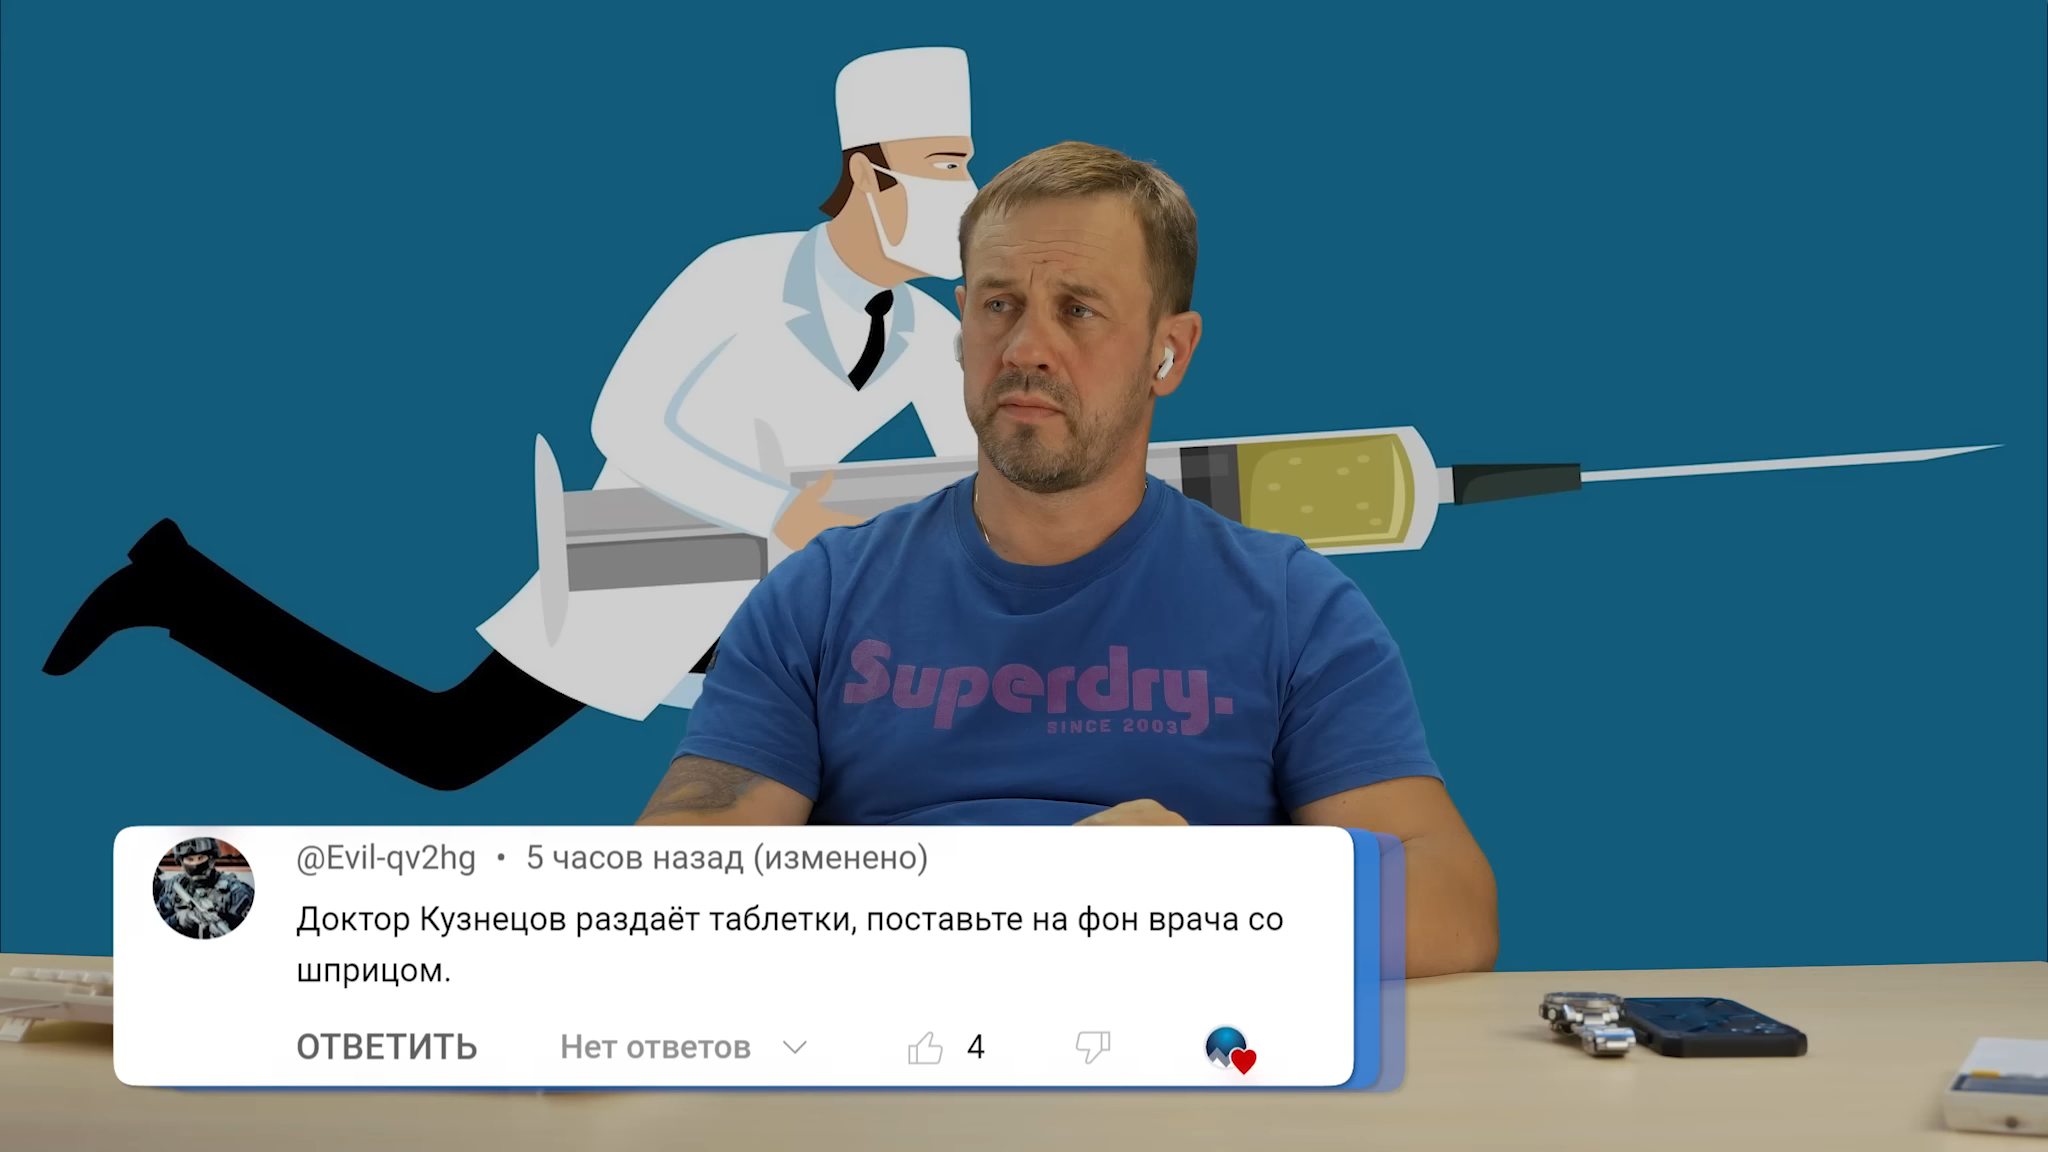 Superdry.
SINCE 2003
@Evil-qv2hg • 5 часов назад (изменено)
Доктор Кузнецов раздаёт таблетки, поставьте на фон врача со
шприцом.
ОТВЕТИТЬ Нет ответов 4